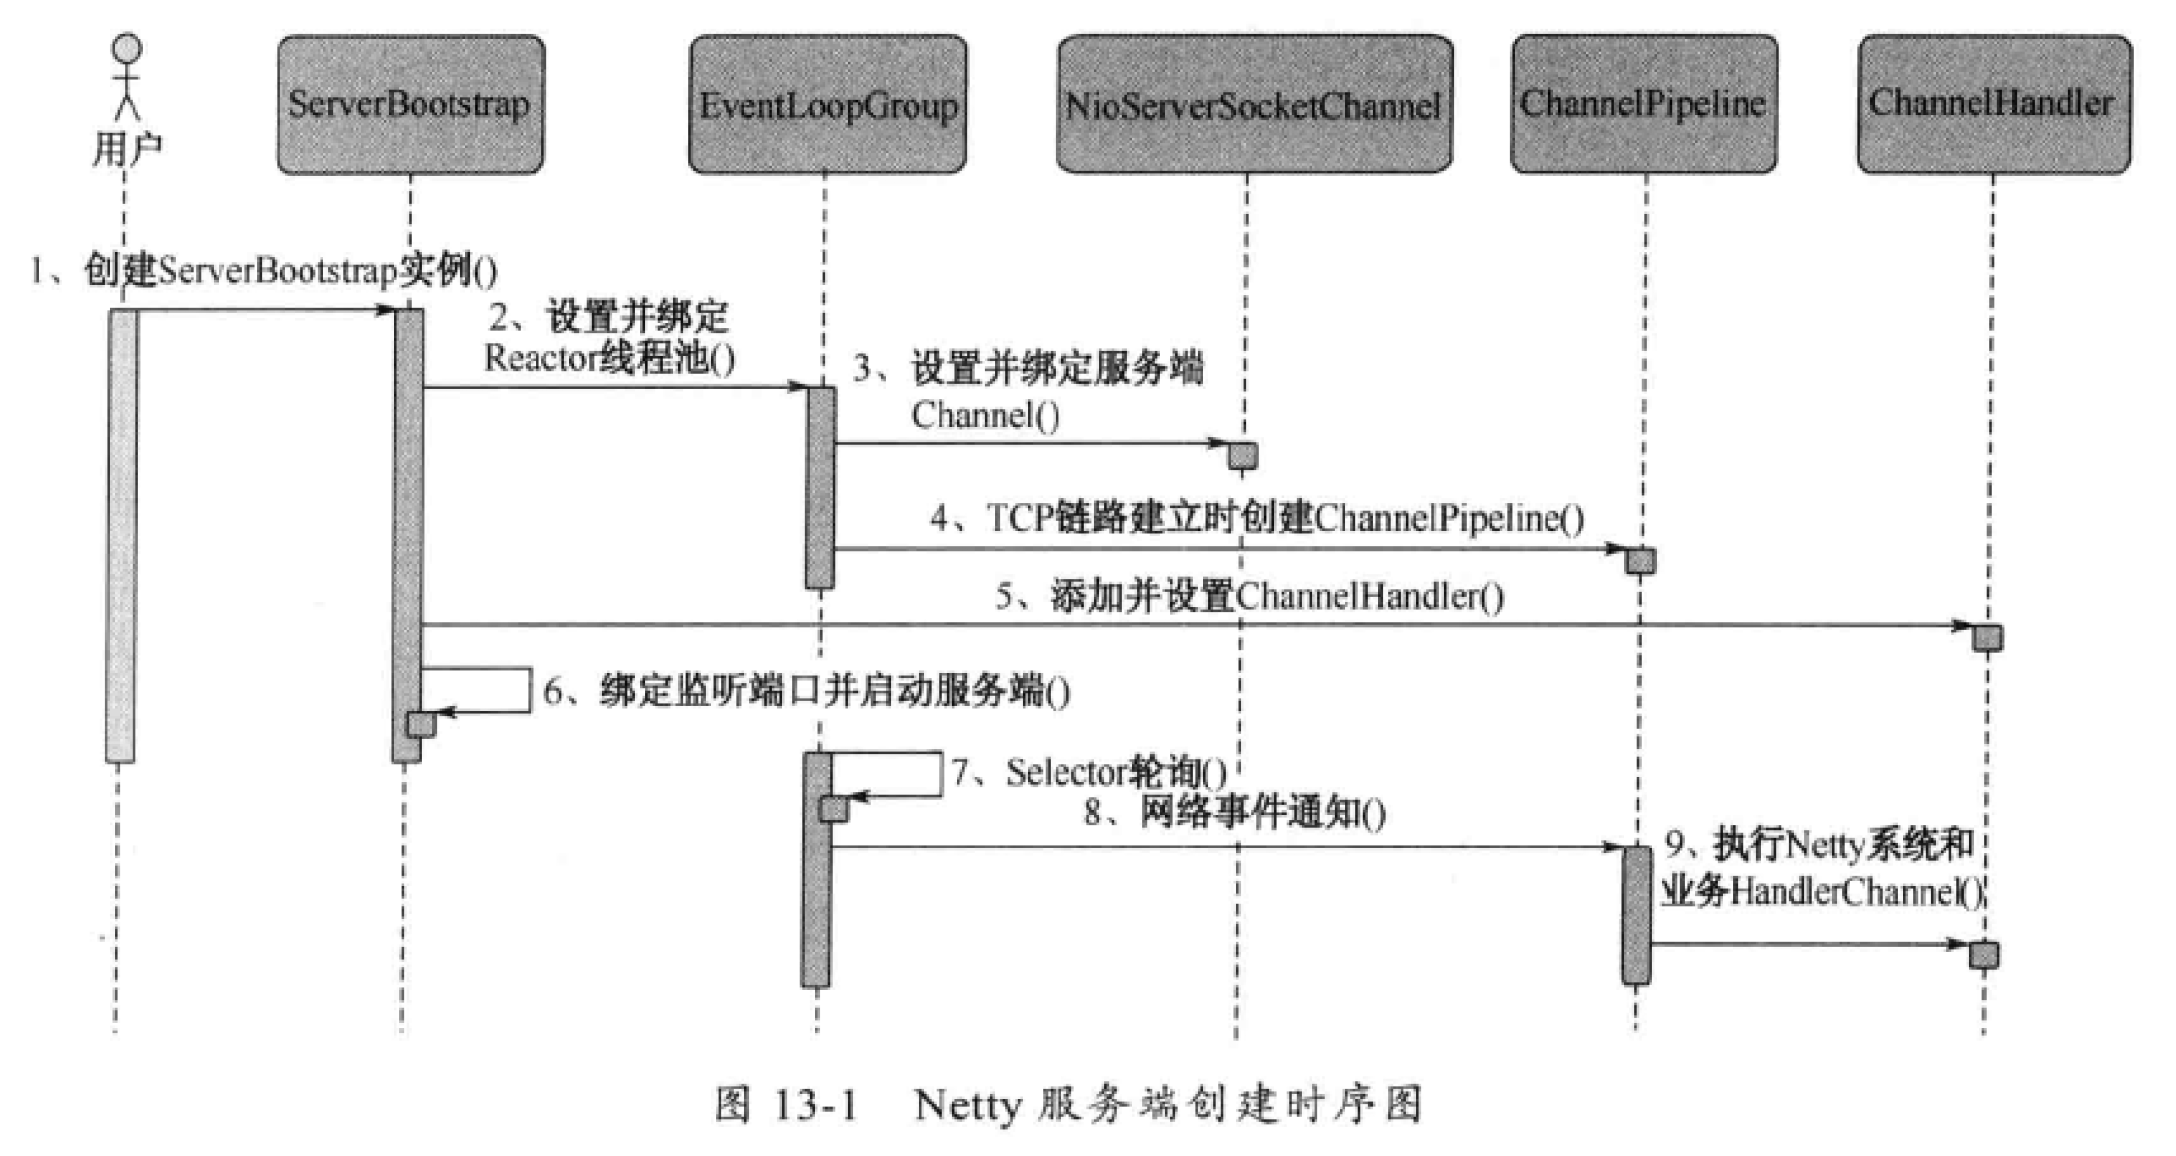 用户
ServerBootstrap
EventLoopGroup
NioServerSocketChannel
ChannelPipeline
ChannelHandler
1、创建ServerBootstrap实例()
2、设置并绑定
Reactor线程池()
3、设置并绑定服务端
Channel()
4、TCP链路建立时创建ChannelPipeline()
5、添加并设置ChannelHandler()
6、绑定监听端口并启动服务端()
7、Selector轮询()
8、网络事件通知()
9、执行Netty系统和
业务HandlerChannel()
图 13-1 Netty 服务端创建时序图